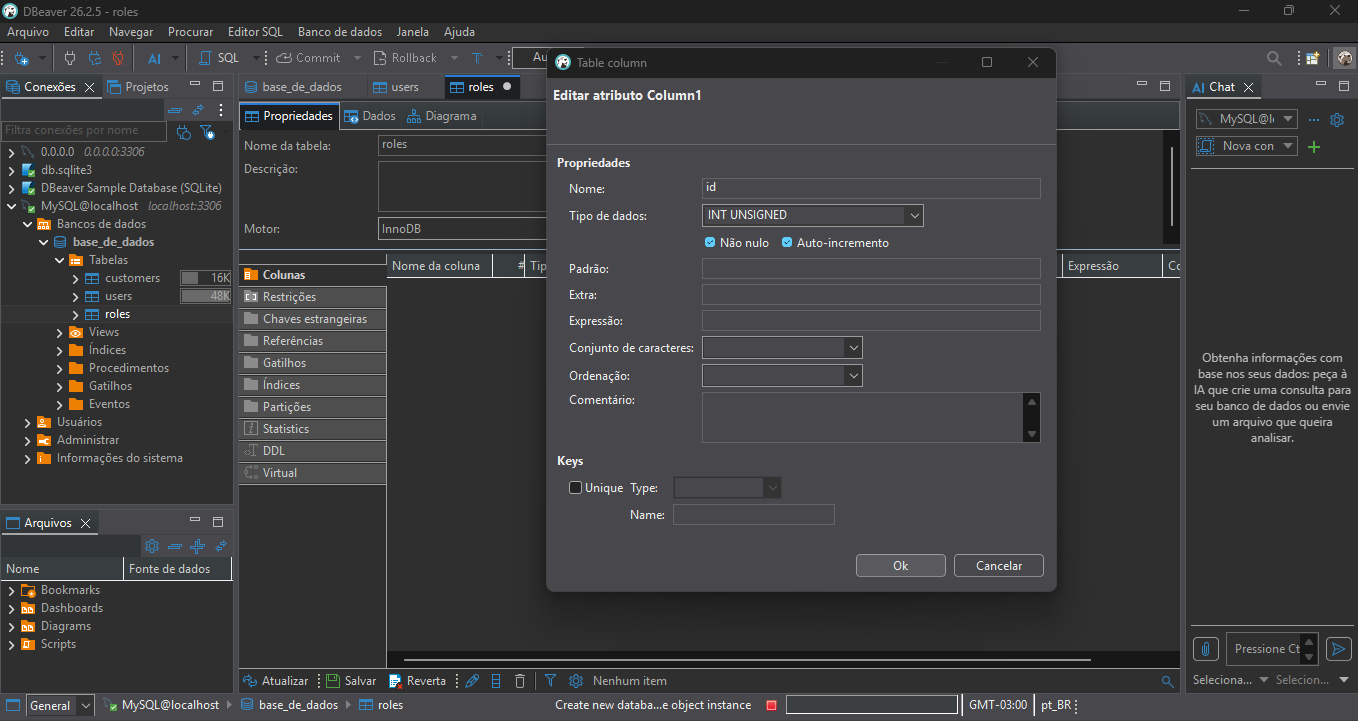 DBeaver 26.2.5 - roles
Arquivo Editar Navegar Procurar Editor SQL Banco de dados Janela Ajuda
AI SQL Commit Rollback T Au
Conexões Projetos
base_de_dados users roles
Filtra conexões por nome
0.0.0.0 0.0.0.0:3306
db.sqlite3
DBeaver Sample Database (SQLite)
MySQL@localhost localhost:3306
Bancos de dados
base_de_dados
Tabelas
customers 16K
users 48K
roles
Views
Índices
Procedimentos
Gatilhos
Eventos
Usuários
Administrar
Informações do sistema
Arquivos
Nome Fonte de dados
Bookmarks
Dashboards
Diagrams
Scripts
Propriedades Dados Diagrama
Nome da tabela: roles
Descrição:
Motor: InnoDB
Colunas
Restrições
Chaves estrangeiras
Referências
Gatilhos
Índices
Partições
Statistics
DDL
Virtual
Nome da coluna # Tip Expressão Co
Table column
Editar atributo Column1
Propriedades
Nome: id
Tipo de dados: INT UNSIGNED
Não nulo Auto-incremento
Padrão:
Extra:
Expressão:
Conjunto de caracteres:
Ordenação:
Comentário:
Keys
Unique Type:
Name:
Ok Cancelar
AI Chat
MySQL@l
Nova con
Obtenha informações com
base nos seus dados: peça à
IA que crie uma consulta para
seu banco de dados ou envie
um arquivo que queira
analisar.
Pressione Ct
Seleciona... Selecion...
Atualizar Salvar Reverta Nenhum item
General MySQL@localhost base_de_dados roles Create new databa...e object instance GMT-03:00 pt_BR